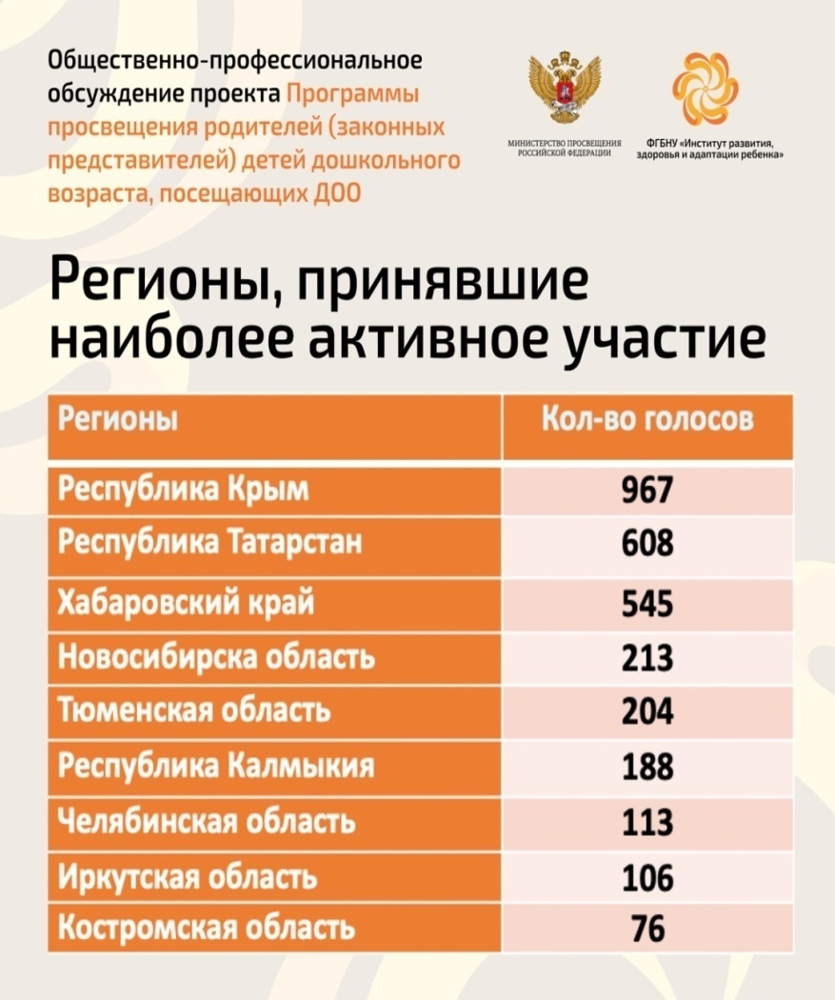 Общественно-профессиональное
обсуждение проекта Программы
просвещения родителей (законных
представителей) детей дошкольного
возраста, посещающих ДОО
МИНИСТЕРСТВО ПРОСВЕЩЕНИЯ
РОССИЙСКОЙ ФЕДЕРАЦИИ
ФГБНУ «Институт развития,
здоровья и адаптации ребенка»
Регионы, принявшие
наиболее активное участие
Регионы Кол-во голосов
Республика Крым 967
Республика Татарстан 608
Хабаровский край 545
Новосибирска область 213
Тюменская область 204
Республика Калмыкия 188
Челябинская область 113
Иркутская область 106
Костромская область 76